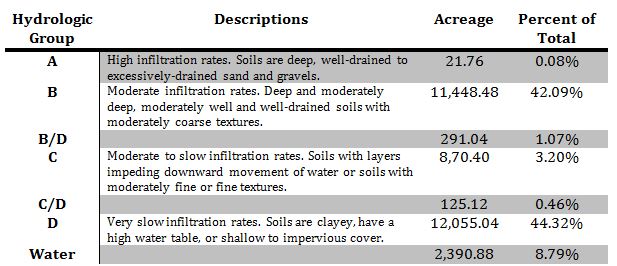 Hydrologic Group Descriptions Acreage Percent of Total
A High infiltration rates. Soils are deep, well-drained to 21.76 0.08%
excessively-drained sand and gravels.
B Moderate infiltration rates. Deep and moderately 11,448.48 42.09%
deep, moderately well and well-drained soils with
moderately coarse textures.
B/D 291.04 1.07%
C Moderate to slow infiltration rates. Soils with layers 8,70.40 3.20%
impeding downward movement of water or soils with
moderately fine or fine textures.
C/D 125.12 0.46%
D Very slow infiltration rates. Soils are clayey, have a 12,055.04 44.32%
high water table, or shallow to impervious cover.
Water 2,390.88 8.79%